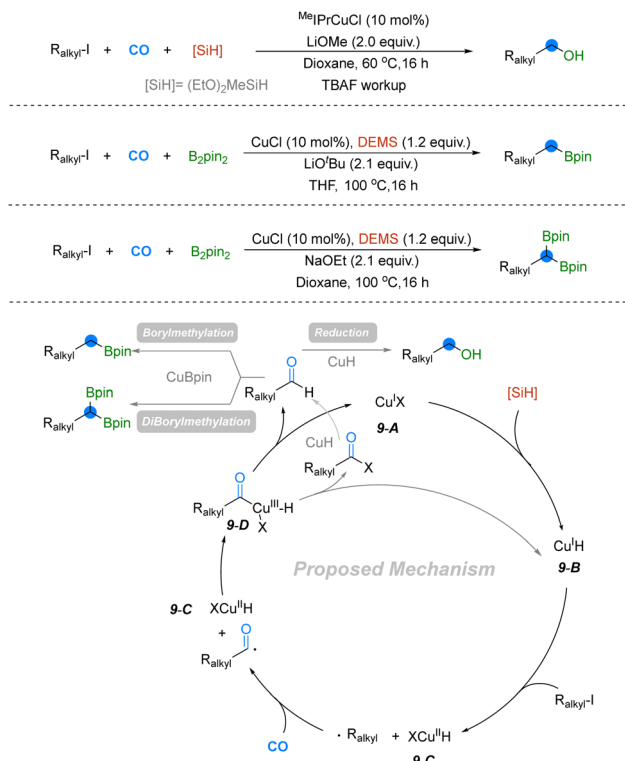 MeIPrCuCl (10 mol%)
Ralkyl-I + CO + [SiH]
LiOMe (2.0 equiv.)
Dioxane, 60 oC,16 h
[SiH]= (EtO)2MeSiH
TBAF workup
Ralkyl OH
CuCl (10 mol%), DEMS (1.2 equiv.)
Ralkyl-I + CO + B2pin2
LiOtBu (2.1 equiv.)
THF, 100 oC,16 h
Ralkyl Bpin
CuCl (10 mol%), DEMS (1.2 equiv.)
Ralkyl-I + CO + B2pin2
NaOEt (2.1 equiv.)
Dioxane, 100 oC,16 h
Bpin
Ralkyl Bpin
Borylmethylation
Reduction
Ralkyl Bpin
CuH
Ralkyl OH
CuBpin
O
Ralkyl H
Bpin
Ralkyl Bpin
DiBorylmethylation
CuIX
9-A
[SiH]
CuH
O
Ralkyl X
O
Ralkyl CuIII-H
X
9-D
CuIH
9-B
Proposed Mechanism
9-C XCuIIH
+
O
Ralkyl ·
Ralkyl-I
· Ralkyl + XCuIIH
CO
9-C